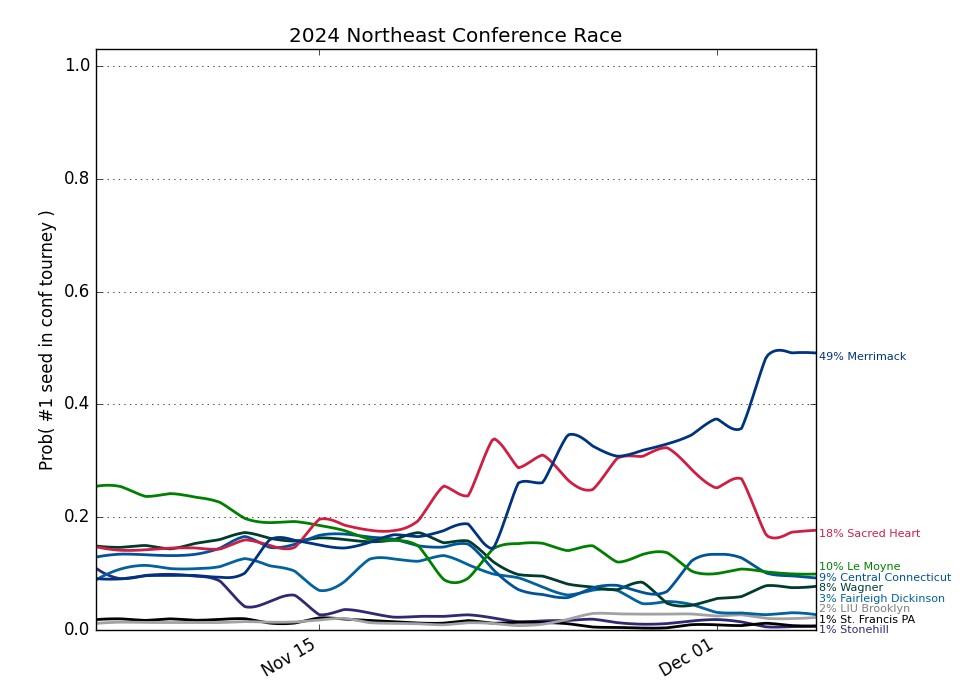 2024 Northeast Conference Race
Prob( #1 seed in conf tourney )
1.0
0.8
0.6
0.4
0.2
0.0
Nov 15
Dec 01
49% Merrimack
18% Sacred Heart
10% Le Moyne
9% Central Connecticut
8% Wagner
3% Fairleigh Dickinson
2% LIU Brooklyn
1% St. Francis PA
1% Stonehill